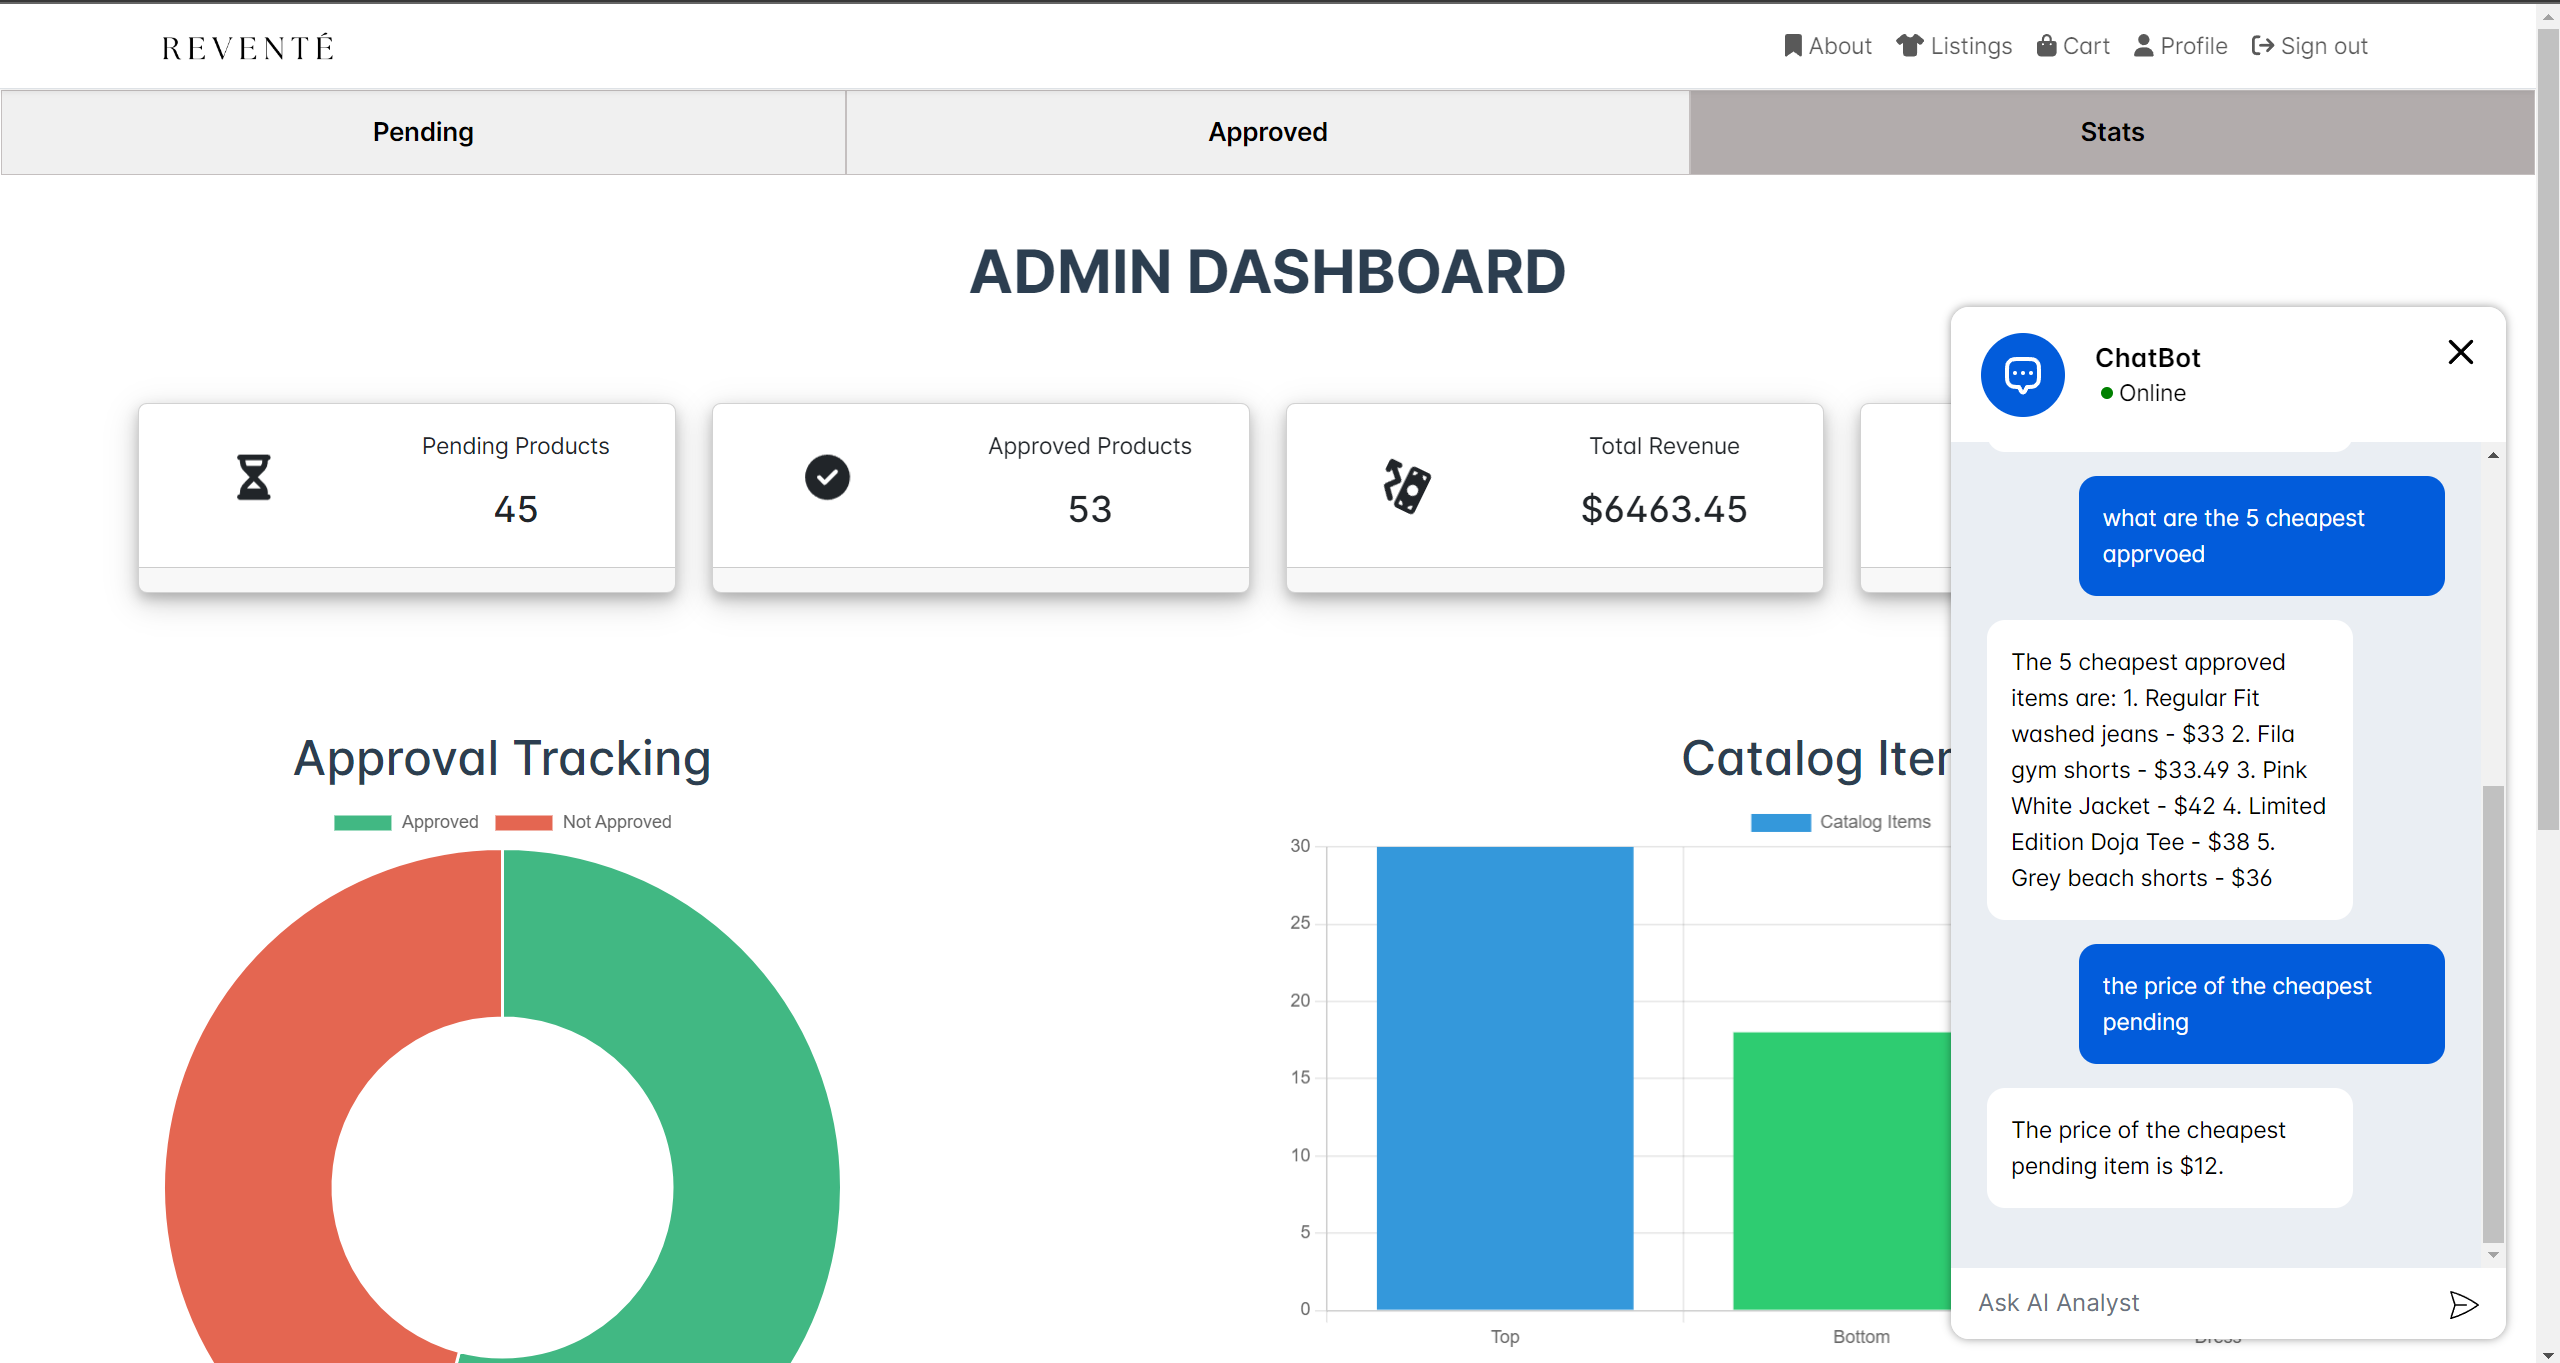 REVENTÉ
About Listings Cart Profile Sign out
Pending Approved Stats
ADMIN DASHBOARD
Pending Products
45
Approved Products
53
Total Revenue
$6463.45
Approval Tracking
Approved Not Approved
Catalog Iter
Catalog Items
30
25
20
15
10
5
0
Top Bottom
ChatBot
Online
what are the 5 cheapest
apprvoed
The 5 cheapest approved
items are: 1. Regular Fit
washed jeans - $33 2. Fila
gym shorts - $33.49 3. Pink
White Jacket - $42 4. Limited
Edition Doja Tee - $38 5.
Grey beach shorts - $36
the price of the cheapest
pending
The price of the cheapest
pending item is $12.
Ask AI Analyst